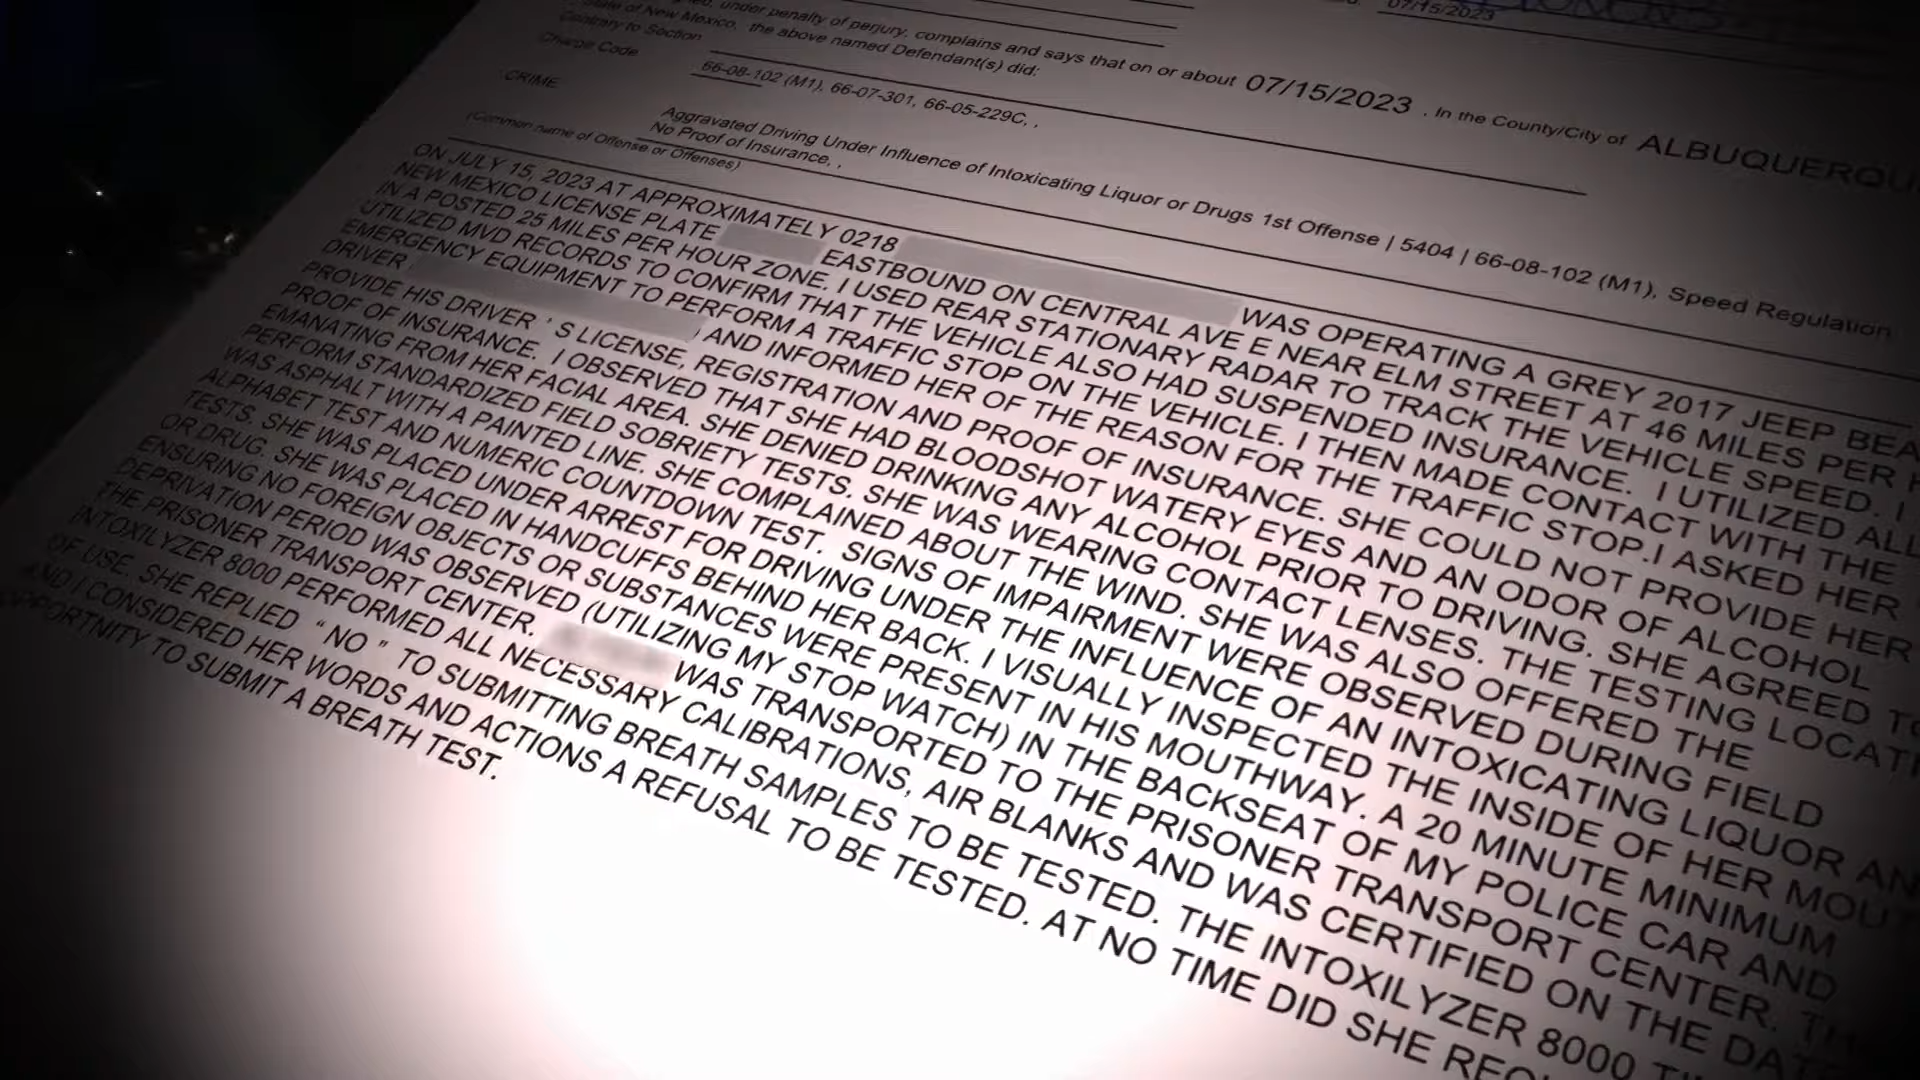 under penalty of perjury, complains and says that on or about 07/15/2023 , In the County/City of ALBUQUERQU
State of New Mexico, the above named Defendant(s) did:
07/15/2023
Contrary to Section
Charge Code
66-08-102 (M1), 66-07-301, 66-05-229C, ,
CRIME
Aggravated Driving Under Influence of Intoxicating Liquor or Drugs 1st Offense | 5404 | 66-08-102 (M1), Speed Regulation
No Proof of Insurance, ,
(Common name of Offense or Offenses)
ON JULY 15, 2023 AT APPROXIMATELY 0218 WAS OPERATING A GREY 2017 JEEP BEA
NEW MEXICO LICENSE PLATE EASTBOUND ON CENTRAL AVE E NEAR ELM STREET AT 46 MILES PER H
IN A POSTED 25 MILES PER HOUR ZONE. I USED REAR STATIONARY RADAR TO TRACK THE VEHICLE SPEED. I
UTILIZED MVD RECORDS TO CONFIRM THAT THE VEHICLE ALSO HAD SUSPENDED INSURANCE. I UTILIZED ALL
EMERGENCY EQUIPMENT TO PERFORM A TRAFFIC STOP ON THE VEHICLE. I THEN MADE CONTACT WITH THE
DRIVER AND INFORMED HER OF THE REASON FOR THE TRAFFIC STOP.I ASKED HER
PROVIDE HIS DRIVER ' S LICENSE, REGISTRATION AND PROOF OF INSURANCE. SHE COULD NOT PROVIDE HER
PROOF OF INSURANCE. I OBSERVED THAT SHE HAD BLOODSHOT WATERY EYES AND AN ODOR OF ALCOHOL
EMANATING FROM HER FACIAL AREA. SHE DENIED DRINKING ANY ALCOHOL PRIOR TO DRIVING. SHE AGREED TO
PERFORM STANDARDIZED FIELD SOBRIETY TESTS. SHE WAS WEARING CONTACT LENSES. THE TESTING LOCATI
WAS ASPHALT WITH A PAINTED LINE. SHE COMPLAINED ABOUT THE WIND. SHE WAS ALSO OFFERED THE
ALPHABET TEST AND NUMERIC COUNTDOWN TEST. SIGNS OF IMPAIRMENT WERE OBSERVED DURING FIELD
TESTS. SHE WAS PLACED UNDER ARREST FOR DRIVING UNDER THE INFLUENCE OF AN INTOXICATING LIQUOR AN
OR DRUG. SHE WAS PLACED IN HANDCUFFS BEHIND HER BACK. I VISUALLY INSPECTED THE INSIDE OF HER MOUT
ENSURING NO FOREIGN OBJECTS OR SUBSTANCES WERE PRESENT IN HIS MOUTHWAY. A 20 MINUTE MINIMUM
DEPRIVATION PERIOD WAS OBSERVED (UTILIZING MY STOP WATCH) IN THE BACKSEAT OF MY POLICE CAR AND
THE PRISONER TRANSPORT CENTER. WAS TRANSPORTED TO THE PRISONER TRANSPORT CENTER. TH
INTOXILYZER 8000 PERFORMED ALL NECESSARY CALIBRATIONS, AIR BLANKS AND WAS CERTIFIED ON THE DATE
OF USE. SHE REPLIED " NO " TO SUBMITTING BREATH SAMPLES TO BE TESTED. THE INTOXILYZER 8000
AND I CONSIDERED HER WORDS AND ACTIONS A REFUSAL TO BE TESTED. AT NO TIME DID SHE REQ
OPPORTNITY TO SUBMIT A BREATH TEST.